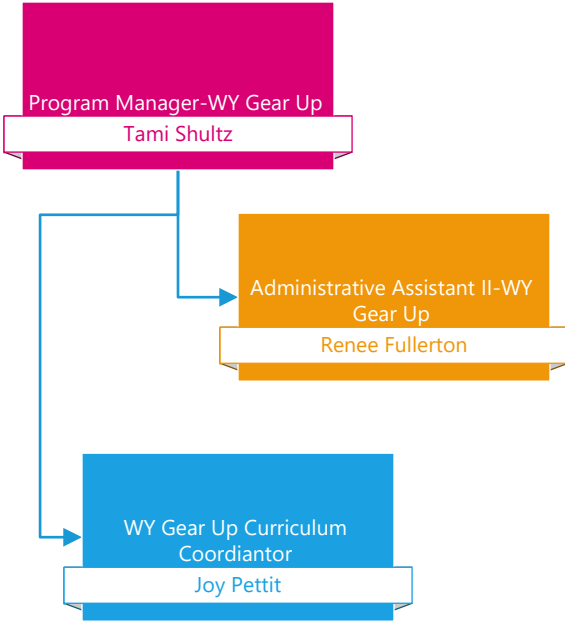 Program Manager-WY Gear Up
Tami Shultz
Administrative Assistant II-WY
Gear Up
Renee Fullerton
WY Gear Up Curriculum
Coordiantor
Joy Pettit